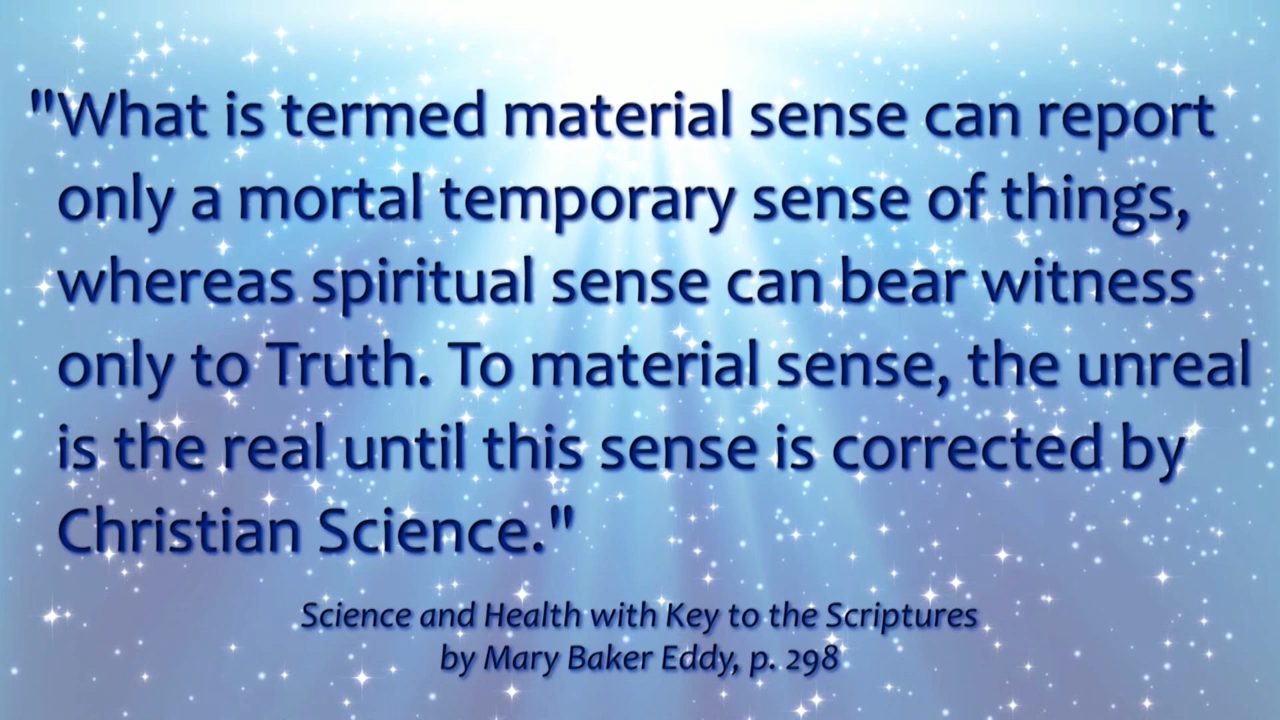 "What is termed material sense can report
only a mortal temporary sense of things,
whereas spiritual sense can bear witness
only to Truth. To material sense, the unreal
is the real until this sense is corrected by
Christian Science."
Science and Health with Key to the Scriptures
by Mary Baker Eddy, p. 298